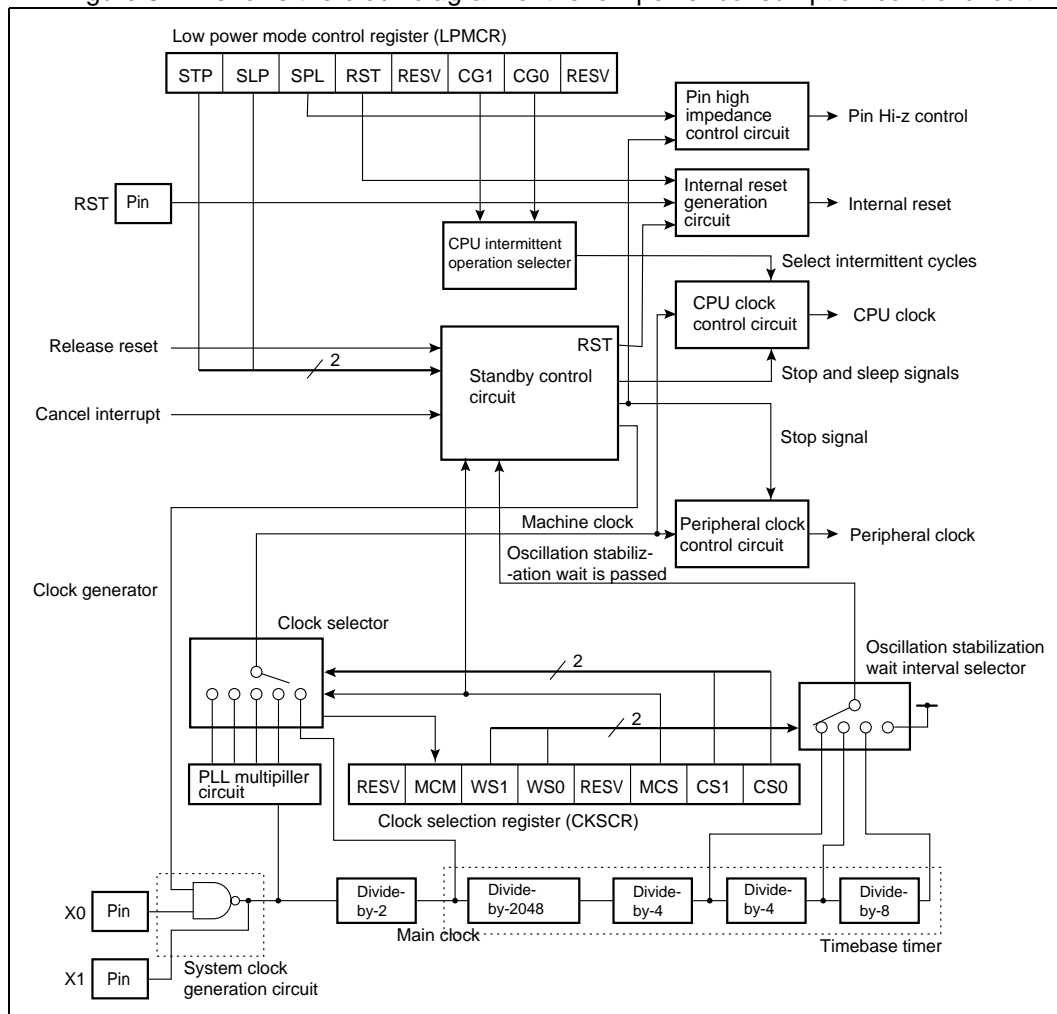 Low power mode control register (LPMCR)
STP SLP SPL RST RESV CG1 CG0 RESV
Pin high
impedance
control circuit
Pin Hi-z control
RST
Pin
Internal reset
generation
circuit
Internal reset
CPU intermittent
operation selecter
Select intermittent cycles
CPU clock
control circuit
CPU clock
Release reset
RST
2
Standby control
circuit
Stop and sleep signals
Cancel interrupt
Stop signal
Machine clock
Peripheral clock
control circuit
Peripheral clock
Oscillation stabiliz-
-ation wait is passed
Clock generator
Clock selector
Oscillation stabilization
wait interval selector
2
2
PLL multipiller
circuit
RESV MCM WS1 WS0 RESV MCS CS1 CS0
Clock selection register (CKSCR)
X0
Pin
Divide-
by-2
Divide-
by-2048
Divide-
by-4
Divide-
by-4
Divide-
by-8
Main clock
Timebase timer
X1
Pin
System clock
generation circuit